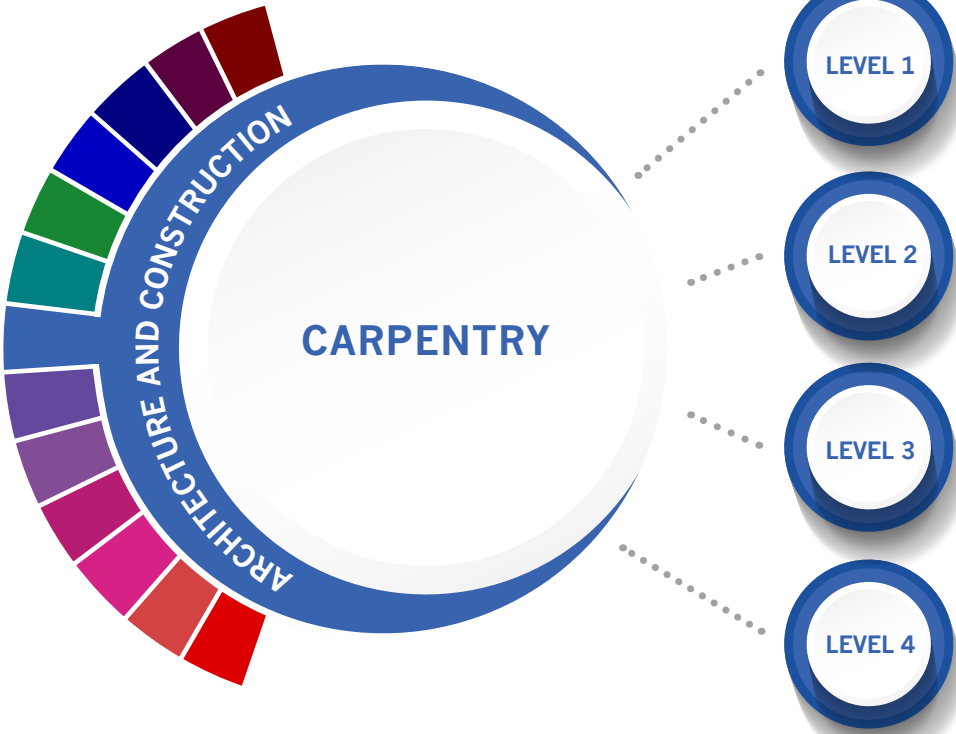 ARCHITECTURE AND CONSTRUCTION
CARPENTRY
LEVEL 1
LEVEL 2
LEVEL 3
LEVEL 4